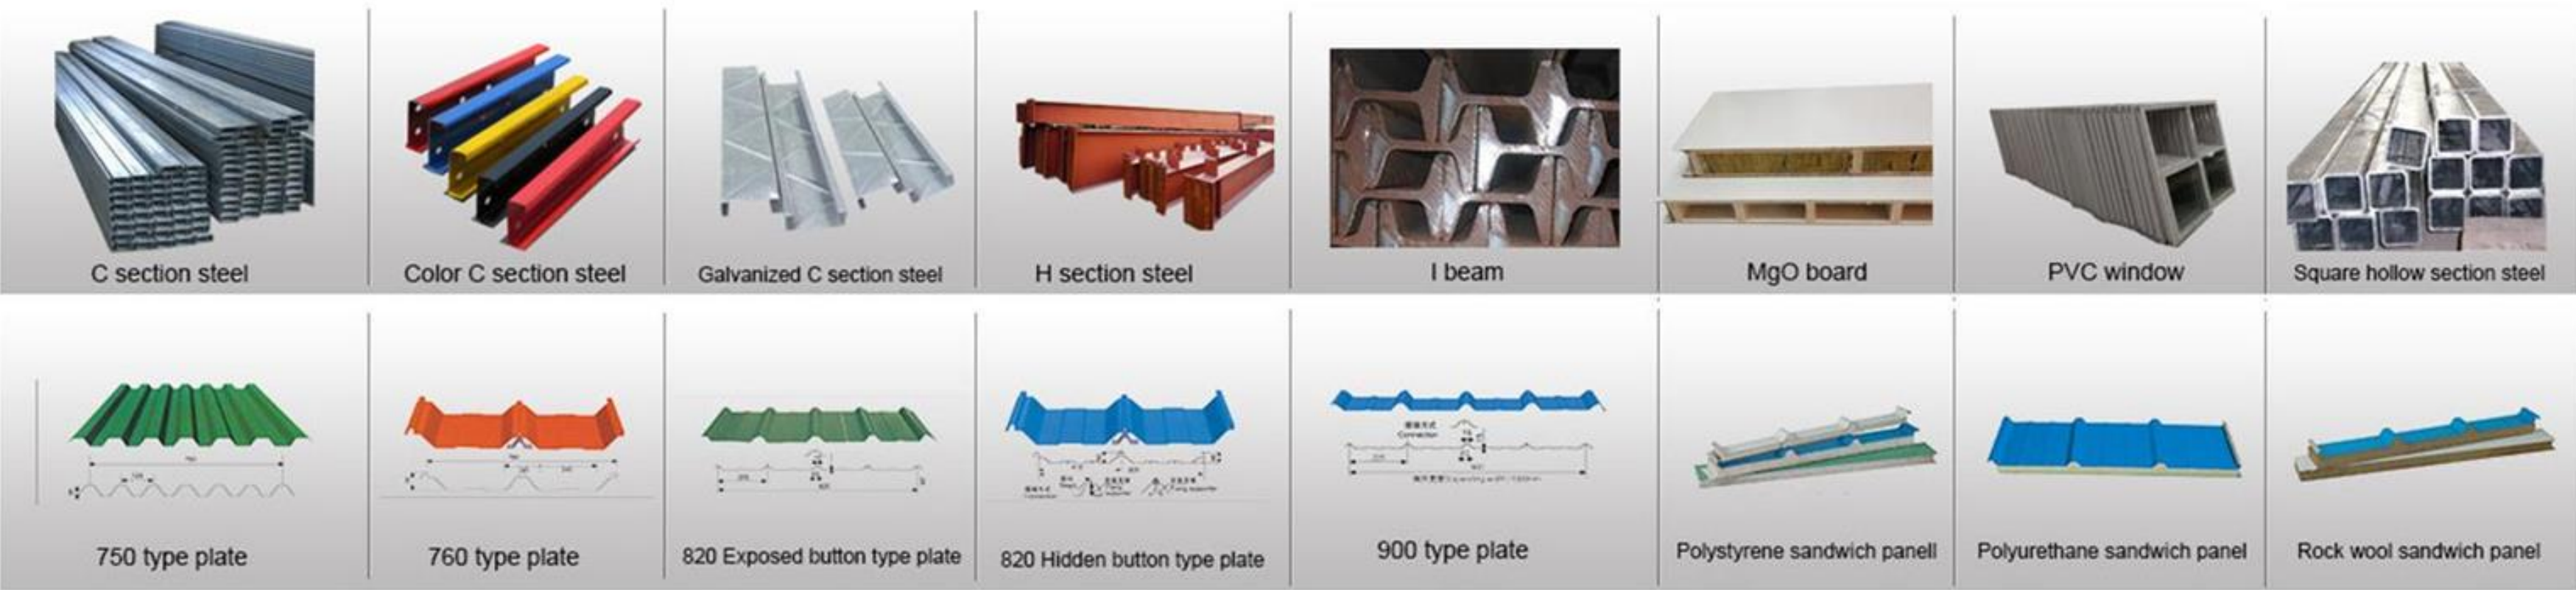 C section steel
Color C section steel
Galvanized C section steel
H section steel
I beam
MgO board
PVC window
Square hollow section steel
Connection
750 type plate
760 type plate
820 Exposed button type plate
820 Hidden button type plate
900 type plate
Polystyrene sandwich panell
Polyurethane sandwich panel
Rock wool sandwich panel